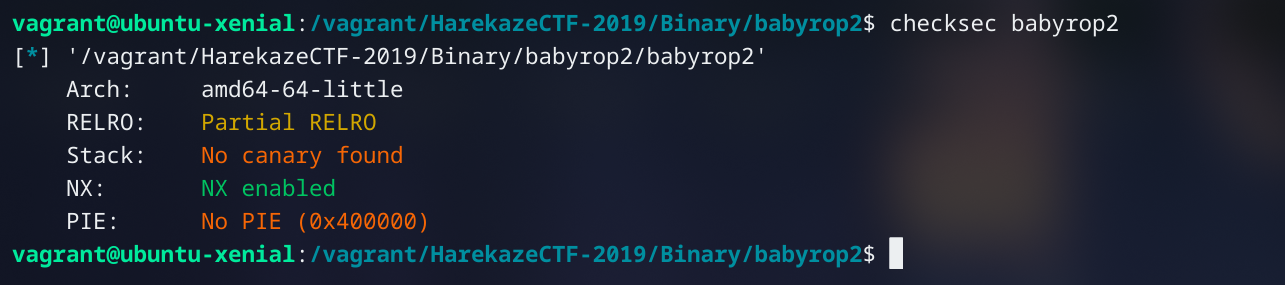 vagrant@ubuntu-xenial:/vagrant/HarekazeCTF-2019/Binary/babyrop2$ checksec babyrop2
[*] '/vagrant/HarekazeCTF-2019/Binary/babyrop2/babyrop2'
    Arch:     amd64-64-little
    RELRO:    Partial RELRO
    Stack:    No canary found
    NX:       NX enabled
    PIE:      No PIE (0x400000)
vagrant@ubuntu-xenial:/vagrant/HarekazeCTF-2019/Binary/babyrop2$